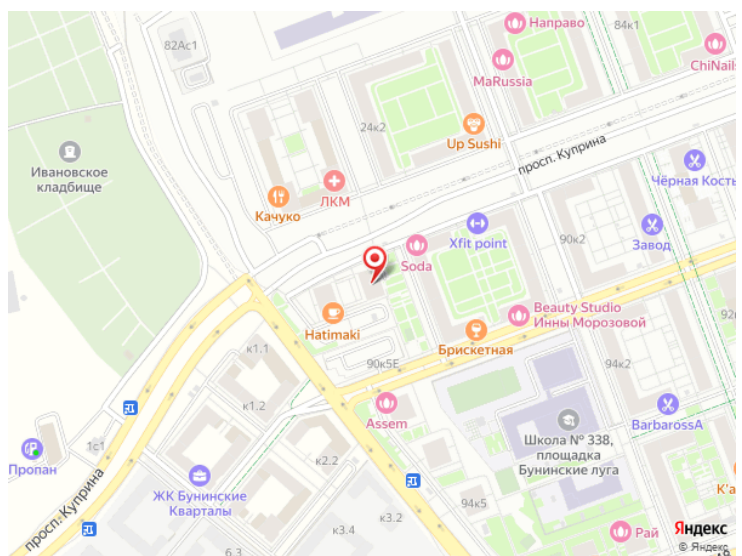 Направо
84к1
82Ас1
ChiNails
MaRussia
24к2
Up Sushi
просп. Куприна
Ивановское
кладбище
Чёрная Кость
ЛКМ
Качуко
Xfit point
Завод
90к2
Soda
Beauty Studio
Инны Морозовой
Hatimaki
Брискетная
к1.1
90к5Е
94к2
к1.2
Assem
BarbarossA
Школа № 338,
площадка
Бунинские луга
1с1
Пропан
к2.2
ЖК Бунинские
Кварталы
94к5
просп. Куприна
к3.2
к3.4
Рай
6.3
Яндекс
© Яндекс